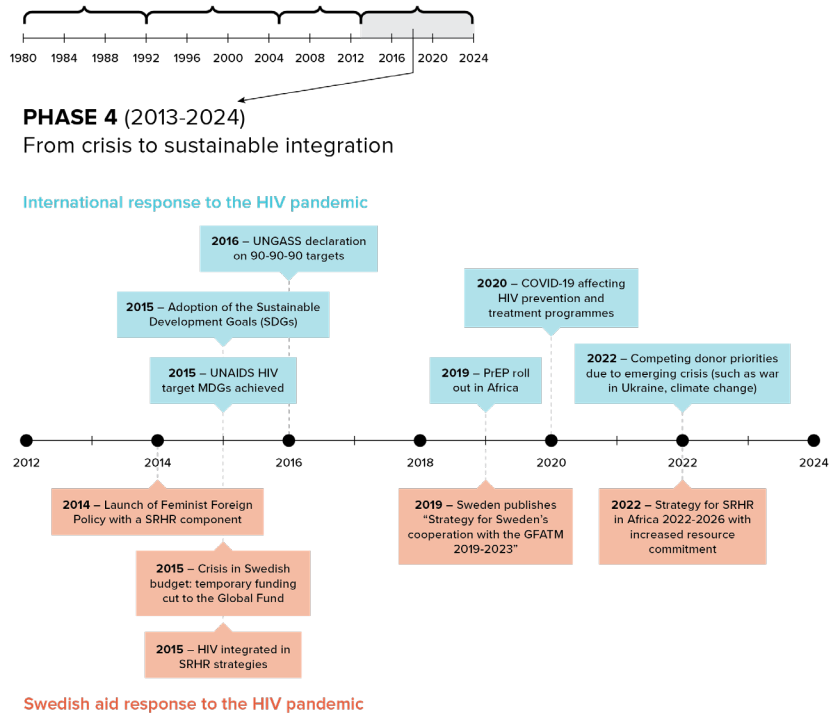 1980 1984 1988 1992 1996 2000 2004 2008 2012 2016 2020 2024
PHASE 4 (2013-2024)
From crisis to sustainable integration
International response to the HIV pandemic
2016 – UNGASS declaration
on 90-90-90 targets
2015 – Adoption of the Sustainable
Development Goals (SDGs)
2015 – UNAIDS HIV
target MDGs achieved
2020 – COVID-19 affecting
HIV prevention and
treatment programmes
2019 – PrEP roll
out in Africa
2022 – Competing donor priorities
due to emerging crisis (such as war
in Ukraine, climate change)
2012 2014 2016 2018 2020 2022 2024
2014 – Launch of Feminist Foreign
Policy with a SRHR component
2015 – Crisis in Swedish
budget: temporary funding
cut to the Global Fund
2015 – HIV integrated in
SRHR strategies
2019 – Sweden publishes
“Strategy for Sweden’s
cooperation with the GFATM
2019-2023”
2022 – Strategy for SRHR
in Africa 2022-2026 with
increased resource
commitment
Swedish aid response to the HIV pandemic